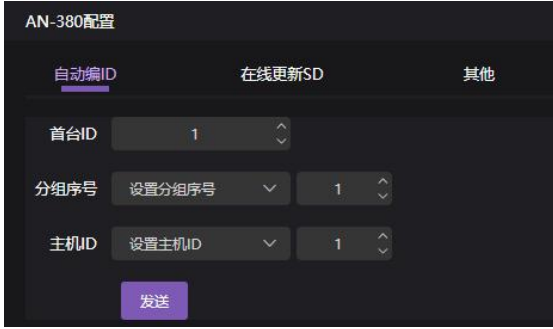 AN-380配置
自动编ID 在线更新SD 其他
首台ID 1
分组序号 设置分组序号 1
主机ID 设置主机ID 1
发送